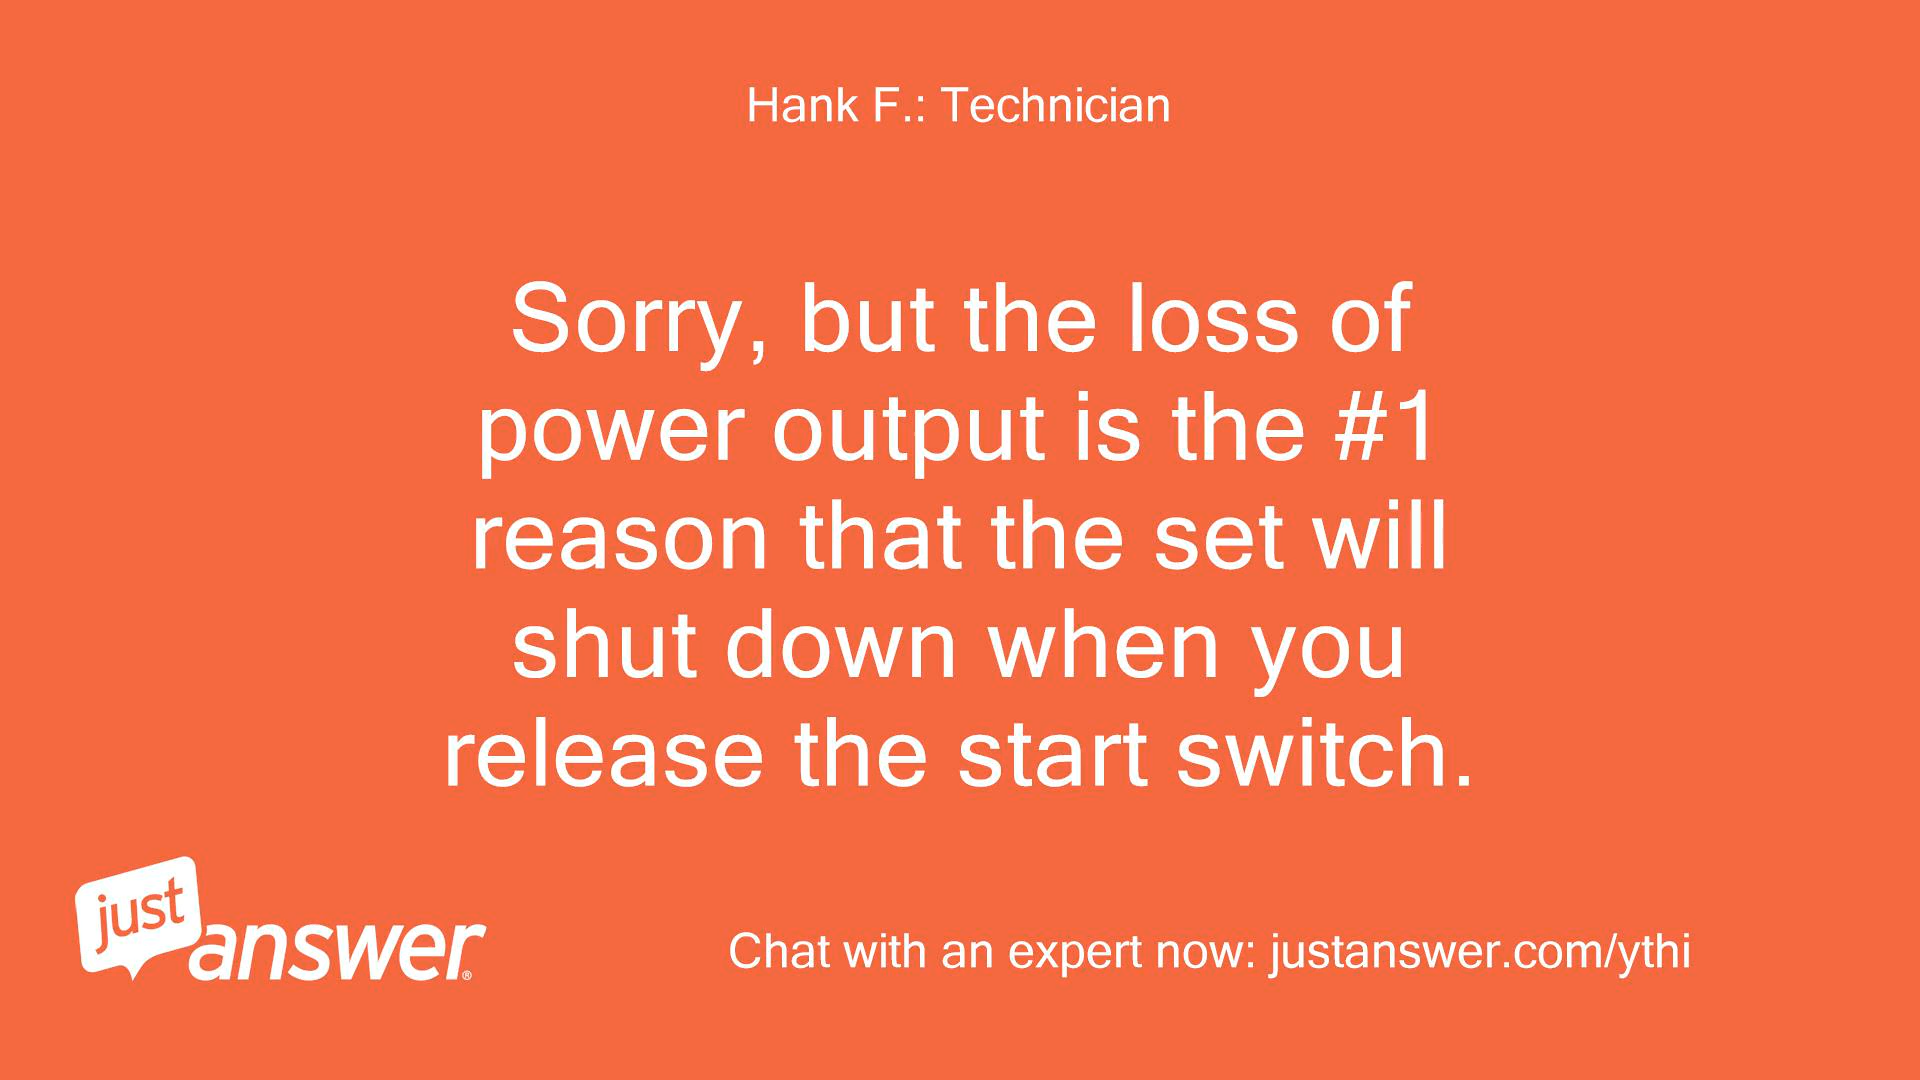 Hank F.: Technician
Sorry, but the loss of
power output is the #1
reason that the set will
shut down when you
release the start switch.
just
answer®
Chat with an expert now: justanswer.com/ythi